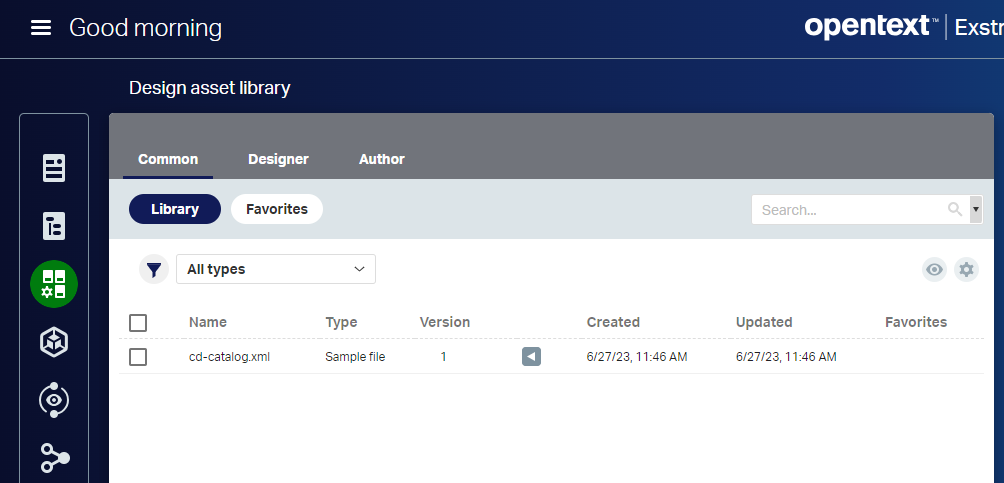 Good morning
opentext™ | Exstr
Design asset library
Common Designer Author
Library Favorites
Search...
All types
Name Type Version Created Updated Favorites
cd-catalog.xml Sample file 1 6/27/23, 11:46 AM 6/27/23, 11:46 AM